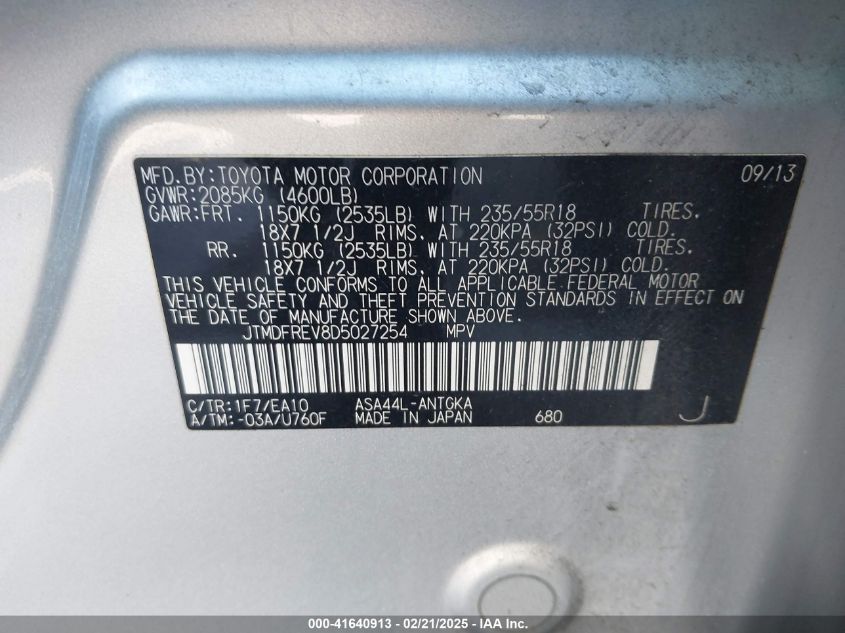 MFD.BY:TOYOTA MOTOR CORPORATION 09/13
GVWR:2085KG (4600LB)
GAWR:FRT. 1150KG (2535LB) WITH 235/55R18 TIRES.
18X7 1/2J RIMS. AT 220KPA (32PSI) COLD.
RR. 1150KG (2535LB) WITH 235/55R18 TIRES.
18X7 1/2J RIMS. AT 220KPA (32PSI) COLD.
THIS VEHICLE CONFORMS TO ALL APPLICABLE FEDERAL MOTOR
VEHICLE SAFETY AND THEFT PREVENTION STANDARDS IN EFFECT ON
THE DATE OF MANUFACTURE SHOWN ABOVE.
JTMDFREV8D5027254 MPV
C/TR:1F7/EA10 ASA44L-ANTGKA
A/TM:-03A/U760F MADE IN JAPAN 680 J
000-41640913 - 02/21/2025 - IAA Inc.